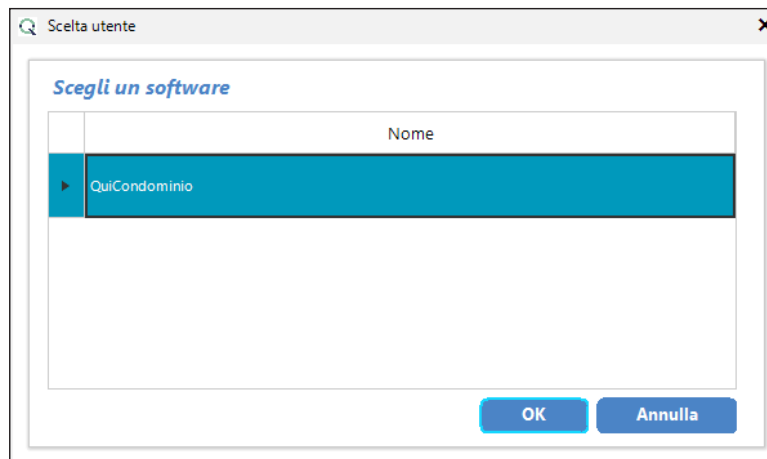 Scelta utente
Scegli un software
Nome
QuiCondominio
OK
Annulla